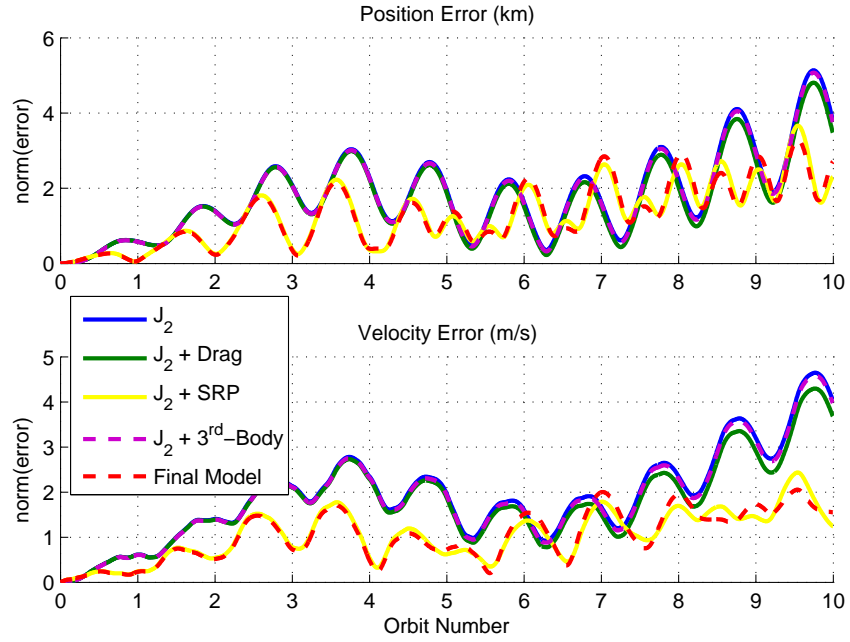 Position Error (km)
norm(error)
6
4
2
0
0 1 2 3 4 5 6 7 8 9 10
J₂
J₂ + Drag
J₂ + SRP
J₂ + 3ʳᵈ−Body
Final Model
Velocity Error (m/s)
norm(error)
5
4
3
2
1
0
0 1 2 3 4 5 6 7 8 9 10
Orbit Number